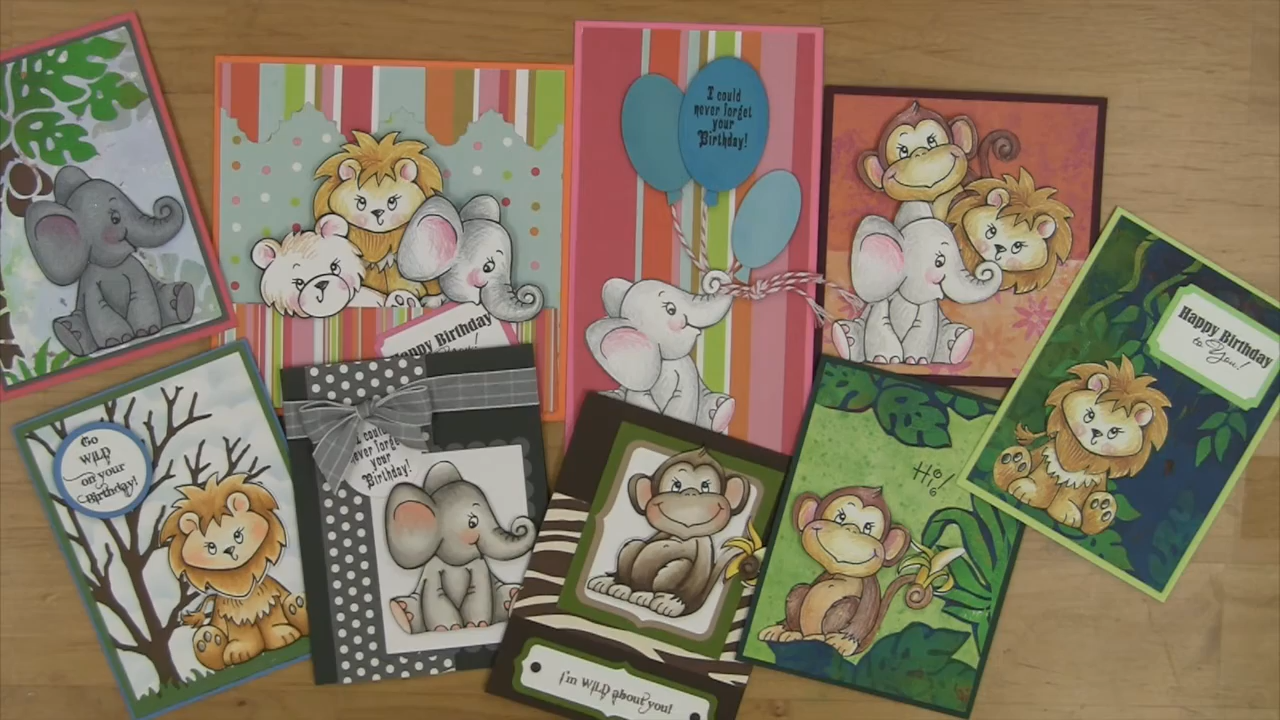 I could
never forget
your
Birthday!
Happy Birthday
Happy Birthday
to You!
Go
WILD
on your
Birthday!
I could
never forget
your
Birthday!
Hi!
I'm WILD about you!